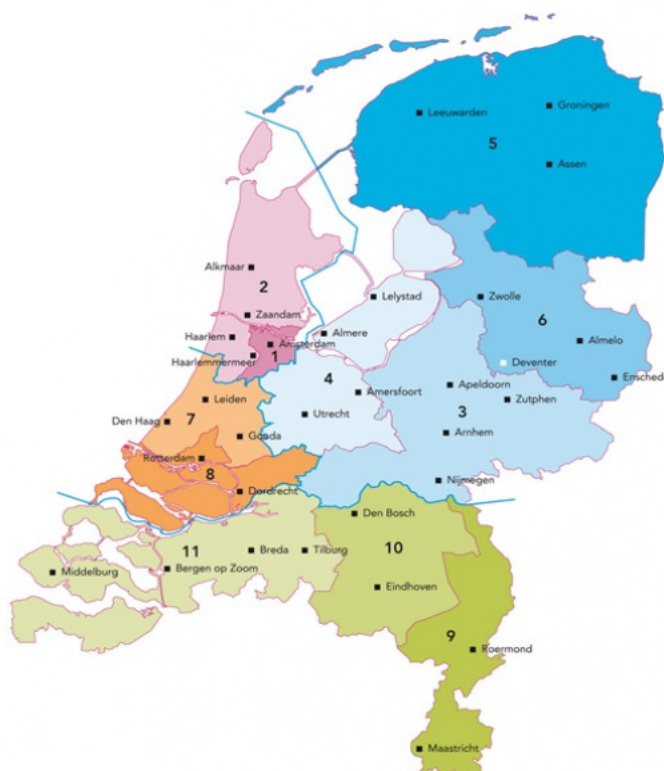 Leeuwarden
Groningen
5
Assen
Alkmaar
2
Zaandam
Haarlem
Amsterdam
1
Haarlemmermeer
Lelystad
Almere
Zwolle
6
Almelo
Deventer
Enschede
4
Amersfoort
Utrecht
Apeldoorn
3
Zutphen
Arnhem
Nijmegen
Leiden
7
Den Haag
Gouda
Rotterdam
8
Dordrecht
Den Bosch
11
Breda
Tilburg
10
Middelburg
Bergen op Zoom
Eindhoven
9
Roermond
Maastricht